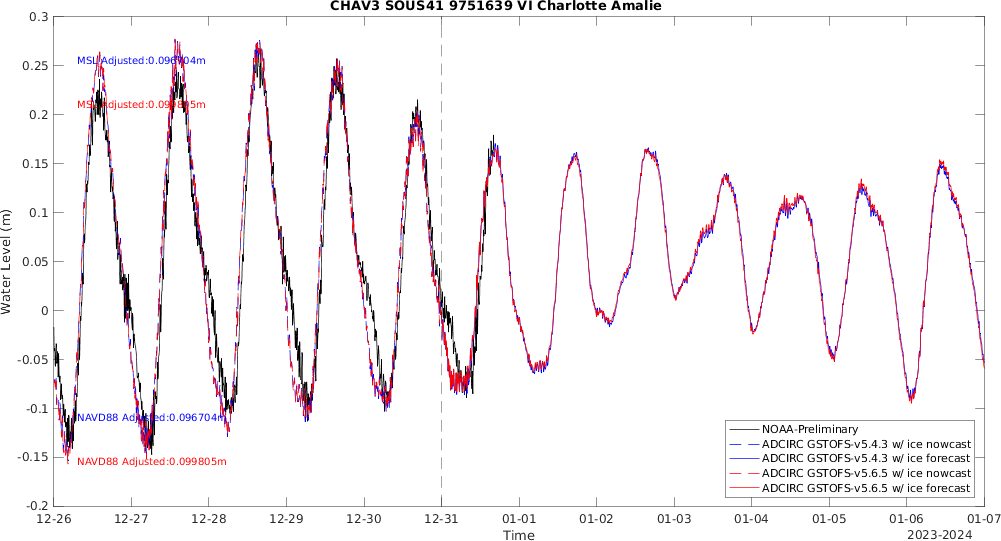 CHAV3 SOUS41 9751639 VI Charlotte Amalie
Water Level (m)
0.3
0.25
0.2
0.15
0.1
0.05
0
-0.05
-0.1
-0.15
-0.2
MSL Adjusted:0.096704m
MSL Adjusted:0.099805m
NAVD88 Adjusted:0.096704m
NAVD88 Adjusted:0.099805m
NOAA-Preliminary
ADCIRC GSTOFS-v5.4.3 w/ ice nowcast
ADCIRC GSTOFS-v5.4.3 w/ ice forecast
ADCIRC GSTOFS-v5.6.5 w/ ice nowcast
ADCIRC GSTOFS-v5.6.5 w/ ice forecast
12-26 12-27 12-28 12-29 12-30 12-31 01-01 01-02 01-03 01-04 01-05 01-06 01-07
Time
2023-2024